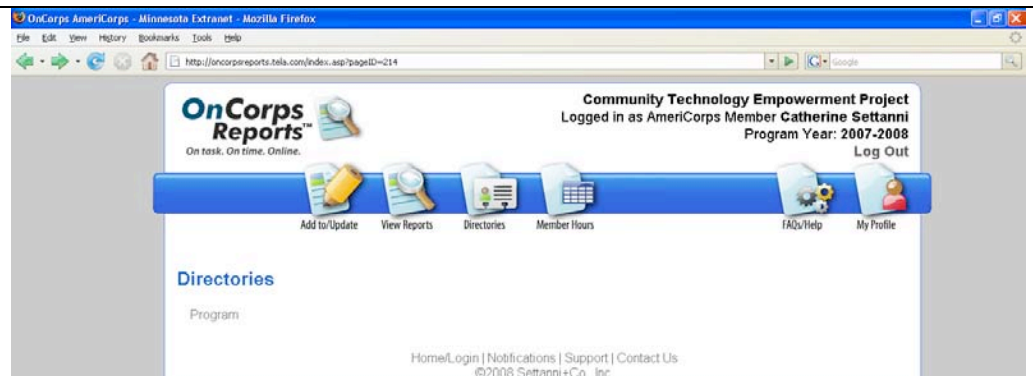 OnCorps AmeriCorps - Minnesota Extranet - Mozilla Firefox
File Edit View History Bookmarks Tools Help
http://oncorpsreports.tela.com/index.asp?pageID=214
Google
OnCorps
Reports™
On task. On time. Online.
Community Technology Empowerment Project
Logged in as AmeriCorps Member Catherine Settanni
Program Year: 2007-2008
Log Out
Add to/Update View Reports Directories Member Hours FAQs/Help My Profile
Directories
Program
Home/Login | Notifications | Support | Contact Us
©2008 Settanni+Co., Inc.